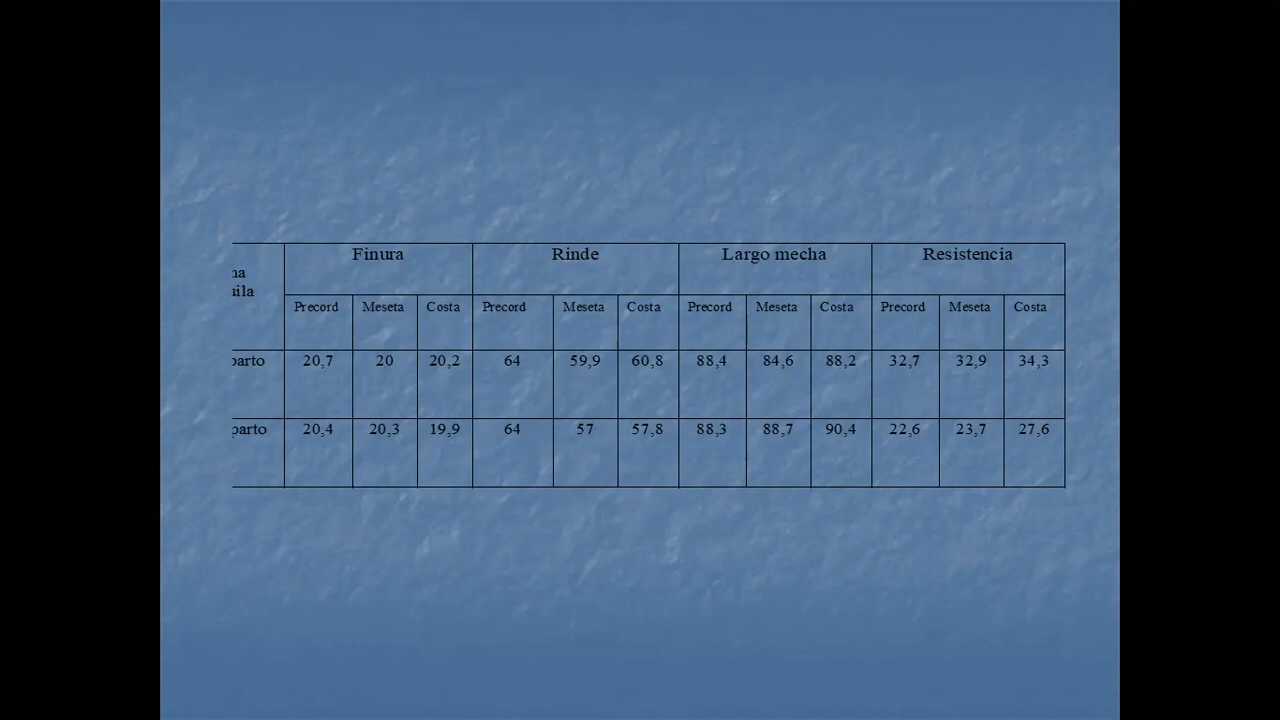 Finura Rinde Largo mecha Resistencia
Precord Meseta Costa Precord Meseta Costa Precord Meseta Costa Precord Meseta Costa
parto 20,7 20 20,2 64 59,9 60,8 88,4 84,6 88,2 32,7 32,9 34,3
parto 20,4 20,3 19,9 64 57 57,8 88,3 88,7 90,4 22,6 23,7 27,6